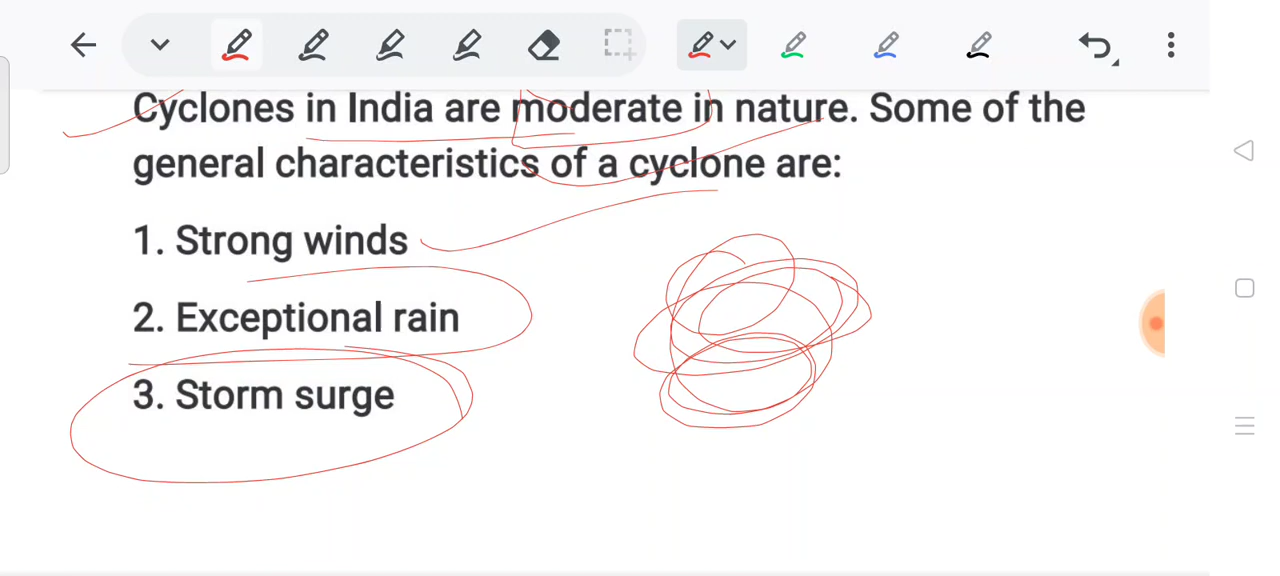 Cyclones in India are moderate in nature. Some of the
general characteristics of a cyclone are:
1. Strong winds
2. Exceptional rain
3. Storm surge